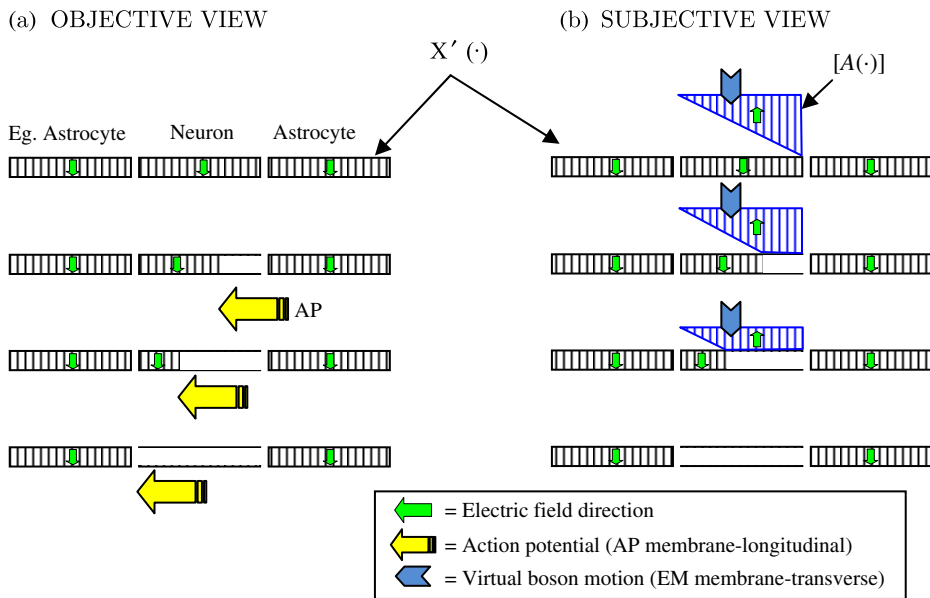 (a) OBJECTIVE VIEW
(b) SUBJECTIVE VIEW
X′ (·)
[A(·)]
Eg. Astrocyte
Neuron
Astrocyte
AP
= Electric field direction
= Action potential (AP membrane-longitudinal)
= Virtual boson motion (EM membrane-transverse)